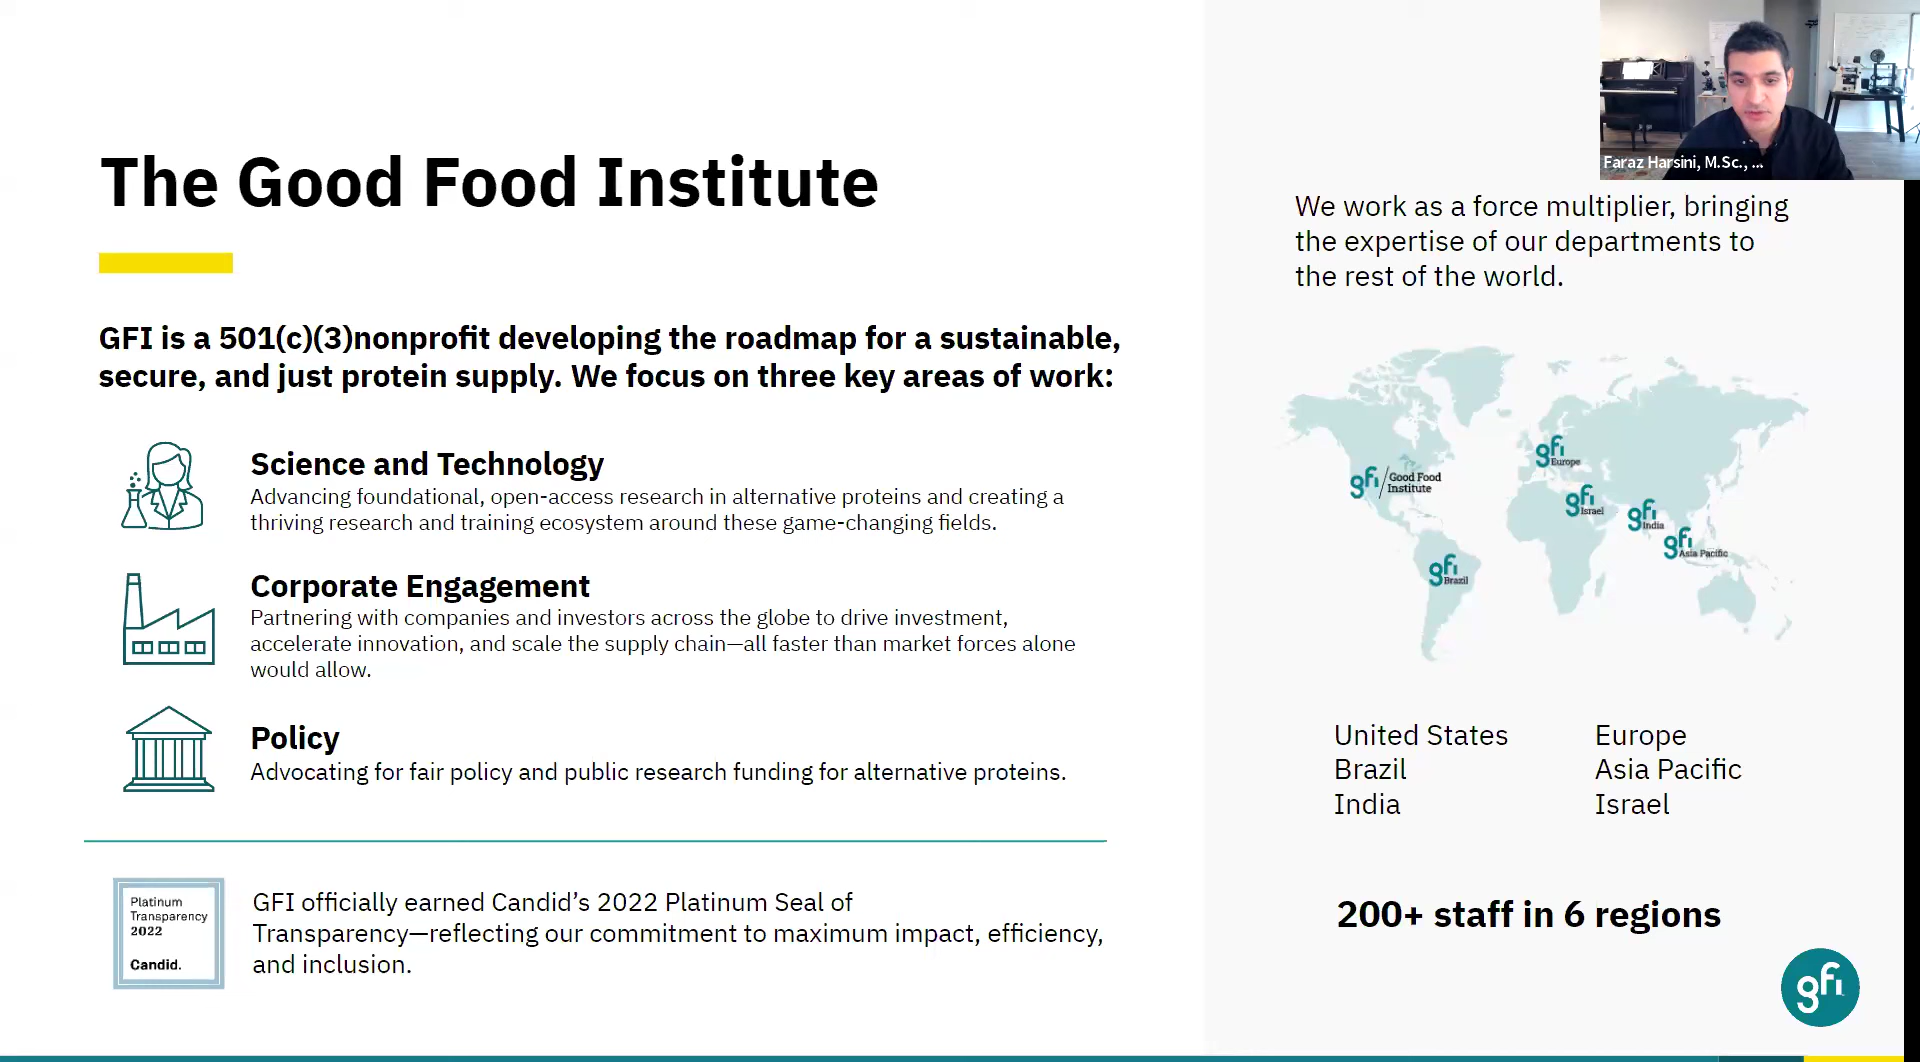 The Good Food Institute
GFI is a 501(c)(3)nonprofit developing the roadmap for a sustainable,
secure, and just protein supply. We focus on three key areas of work:
Science and Technology
Advancing foundational, open-access research in alternative proteins and creating a
thriving research and training ecosystem around these game-changing fields.
Corporate Engagement
Partnering with companies and investors across the globe to drive investment,
accelerate innovation, and scale the supply chain—all faster than market forces alone
would allow.
Policy
Advocating for fair policy and public research funding for alternative proteins.
Platinum
Transparency
2022
Candid.
GFI officially earned Candid’s 2022 Platinum Seal of
Transparency—reflecting our commitment to maximum impact, efficiency,
and inclusion.
Faraz Harsini, M.Sc., ...
We work as a force multiplier, bringing
the expertise of our departments to
the rest of the world.
gfi/Good Food
Institute
gfi Europe
gfi Israel
gfi India
gfi Asia Pacific
gfi Brazil
United States
Brazil
India
Europe
Asia Pacific
Israel
200+ staff in 6 regions
gfi